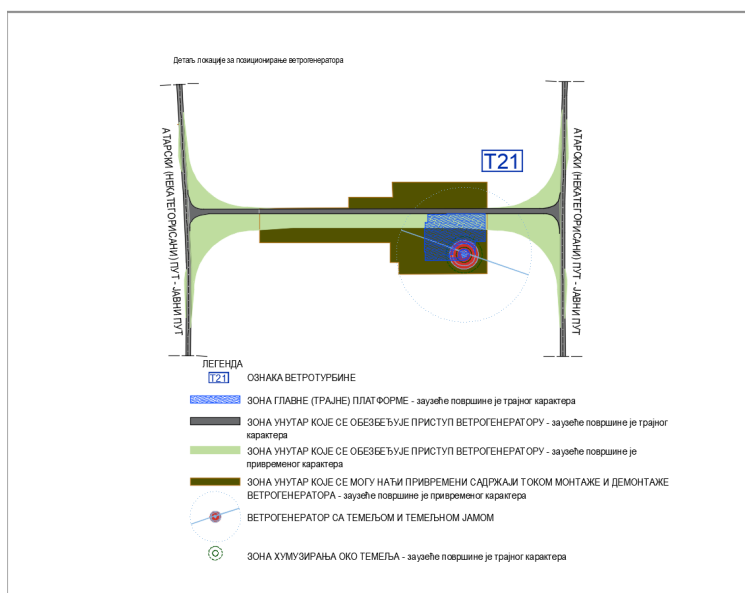 Детаљ локације за позиционирање ветрогенератора
T21
АТАРСКИ (НЕКАТЕГОРИСАНИ) ПУТ - ЈАВНИ ПУТ
АТАРСКИ (НЕКАТЕГОРИСАНИ) ПУТ - ЈАВНИ ПУТ
ЛЕГЕНДА
T21 ОЗНАКА ВЕТРОТУРБИНЕ
ЗОНА ГЛАВНЕ (ТРАЈНЕ) ПЛАТФОРМЕ - заузеће површине је трајног карактера
ЗОНА УНУТАР КОЈЕ СЕ ОБЕЗБЕЂУЈЕ ПРИСТУП ВЕТРОГЕНЕРАТОРУ - заузеће површине је трајног
карактера
ЗОНА УНУТАР КОЈЕ СЕ ОБЕЗБЕЂУЈЕ ПРИСТУП ВЕТРОГЕНЕРАТОРУ - заузеће површине је
привременог карактера
ЗОНА УНУТАР КОЈЕ СЕ МОГУ НАЋИ ПРИВРЕМЕНИ САДРЖАЈИ ТОКОМ МОНТАЖЕ И ДЕМОНТАЖЕ
ВЕТРОГЕНЕРАТОРА - заузеће површине је привременог карактера
ВЕТРОГЕНЕРАТОР СА ТЕМЕЉОМ И ТЕМЕЉНОМ ЈАМОМ
ЗОНА ХУМУЗИРАЊА ОКО ТЕМЕЉА - заузеће површине је трајног карактера